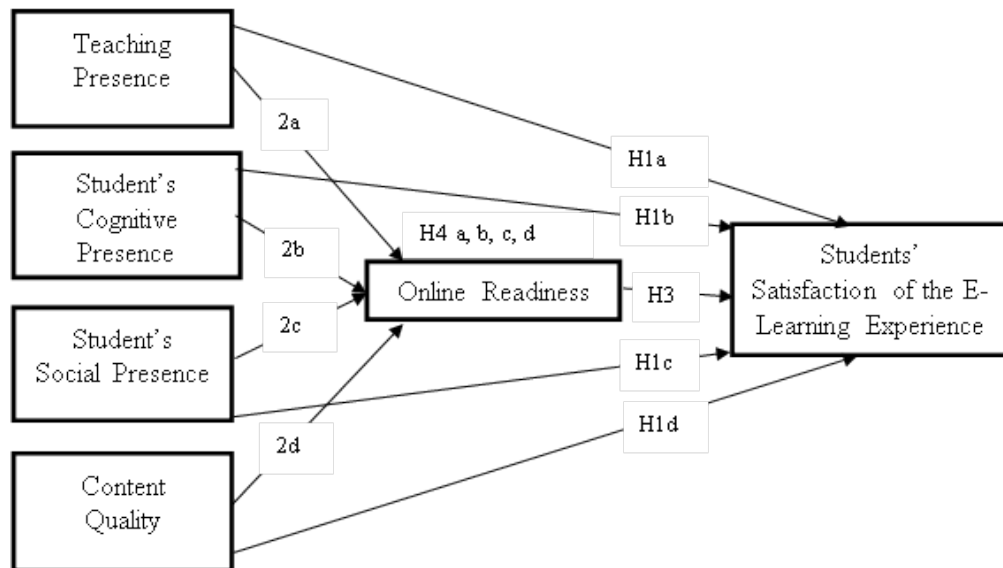 Teaching
Presence
2a
H1a
Student's
Cognitive
Presence
H1b
H4 a, b, c, d
2b
Students'
Satisfaction of the E-
Learning Experience
Online Readiness
H3
2c
Student's
Social Presence
H1c
H1d
2d
Content
Quality